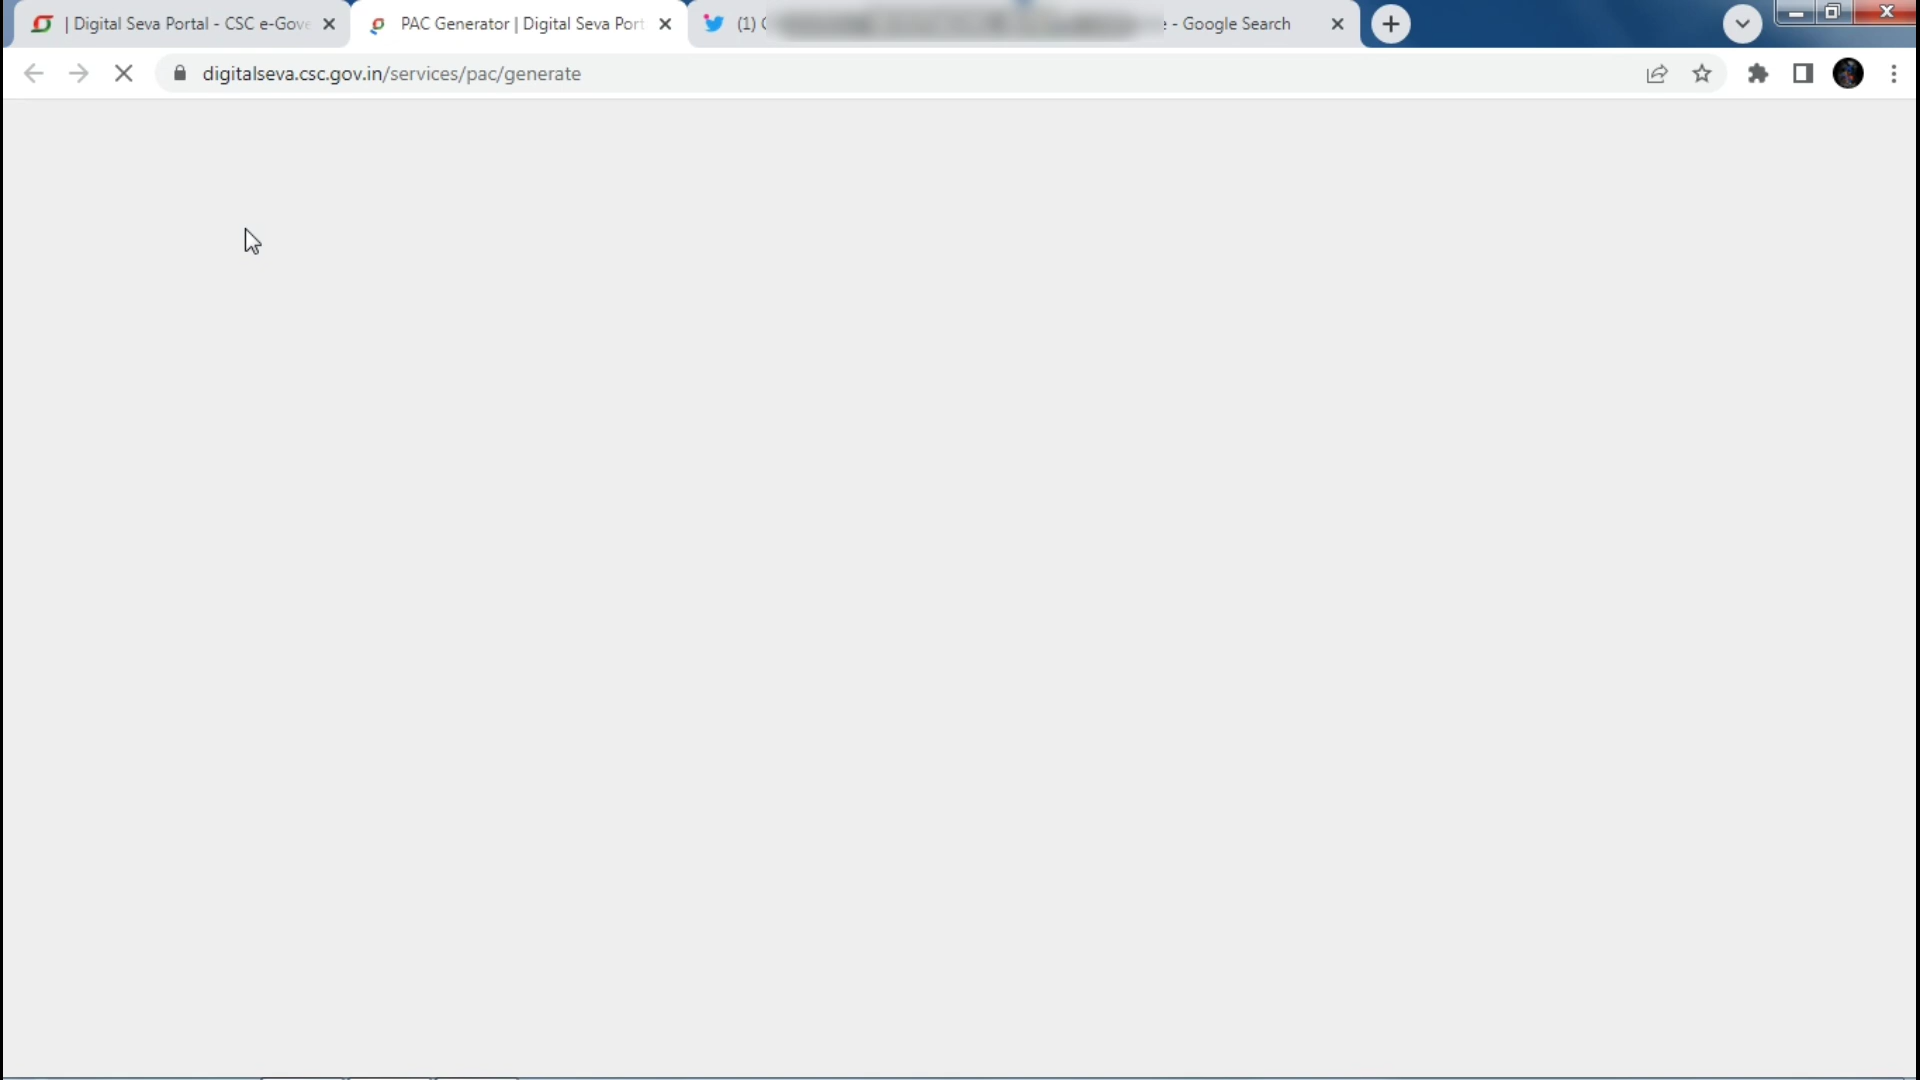 | Digital Seva Portal - CSC e-Gove
PAC Generator | Digital Seva Port
(1)
- Google Search
digitalseva.csc.gov.in/services/pac/generate